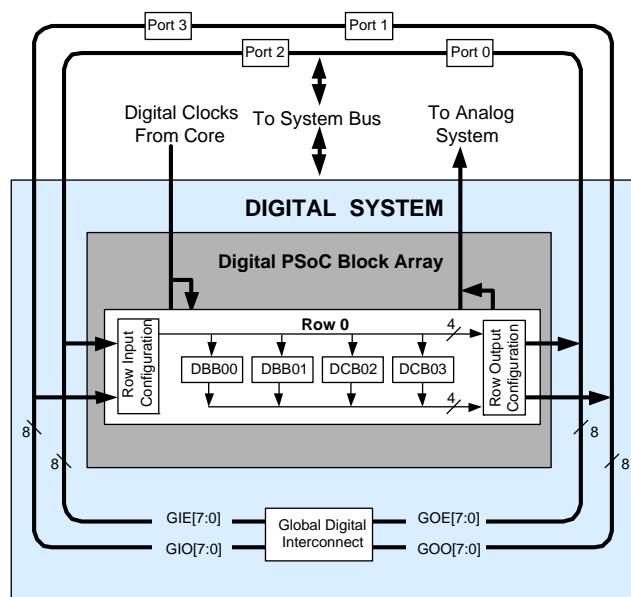 Port 3
Port 1
Port 2
Port 0
Digital Clocks
From Core
To System Bus
To Analog
System
DIGITAL SYSTEM
Digital PSoC Block Array
Row Input
Configuration
Row 0
4
DBB00
DBB01
DCB02
DCB03
4
Row Output
Configuration
8
8
8
8
GIE[7:0]
GIO[7:0]
Global Digital
Interconnect
GOE[7:0]
GOO[7:0]